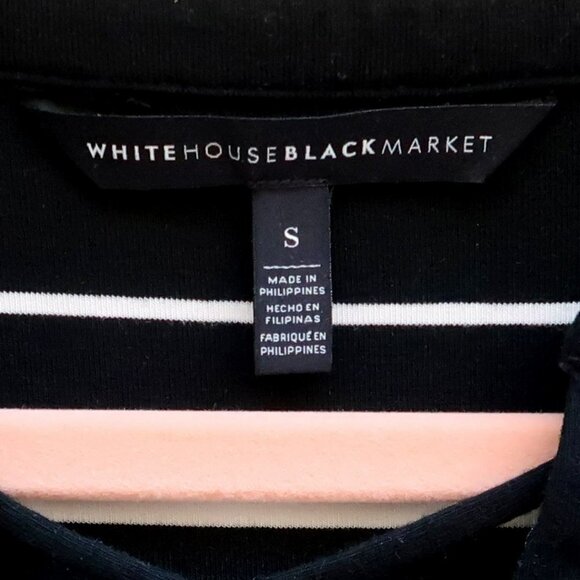 WHITEHOUSEBLACKMARKET
S
MADE IN
PHILIPPINES
HECHO EN
FILIPINAS
FABRIQUÉ EN
PHILIPPINES